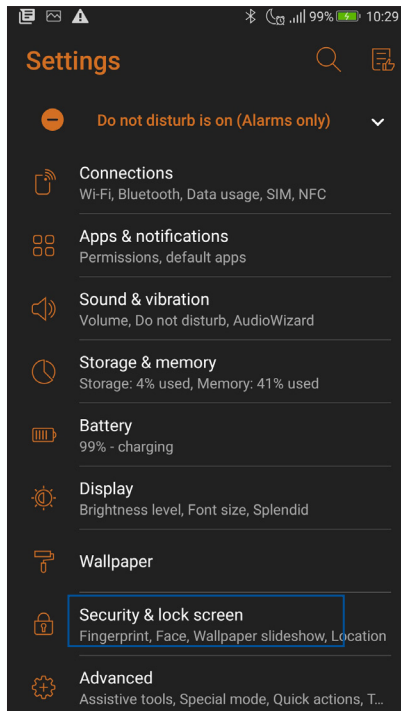 99% 10:29
Settings
Do not disturb is on (Alarms only)
Connections
Wi-Fi, Bluetooth, Data usage, SIM, NFC
Apps & notifications
Permissions, default apps
Sound & vibration
Volume, Do not disturb, AudioWizard
Storage & memory
Storage: 4% used, Memory: 41% used
Battery
99% - charging
Display
Brightness level, Font size, Splendid
Wallpaper
Security & lock screen
Fingerprint, Face, Wallpaper slideshow, Location
Advanced
Assistive tools, Special mode, Quick actions, T...